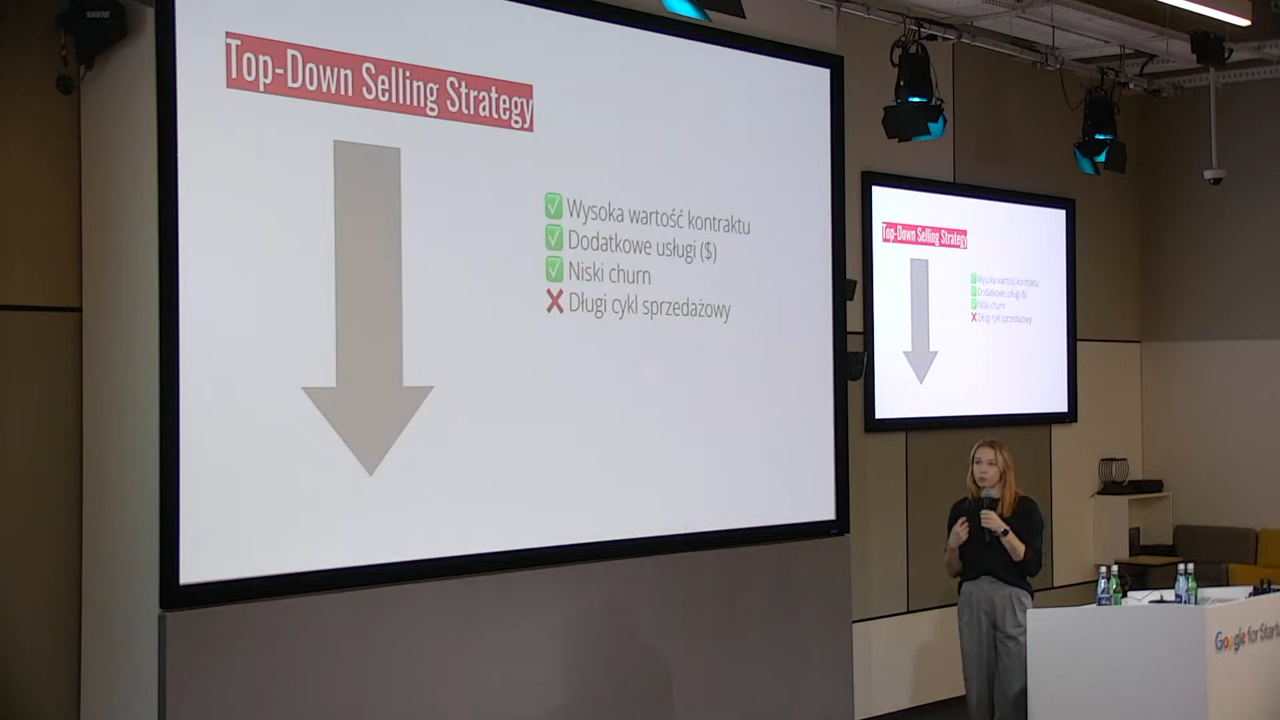 Top-Down Selling Strategy
✅ Wysoka wartość kontraktu
✅ Dodatkowe usługi ($)
✅ Niski churn
❌ Długi cykl sprzedażowy
Top-Down Selling Strategy
✅ Wysoka wartość kontraktu
✅ Dodatkowe usługi ($)
✅ Niski churn
❌ Długi cykl sprzedażowy
Google for Start